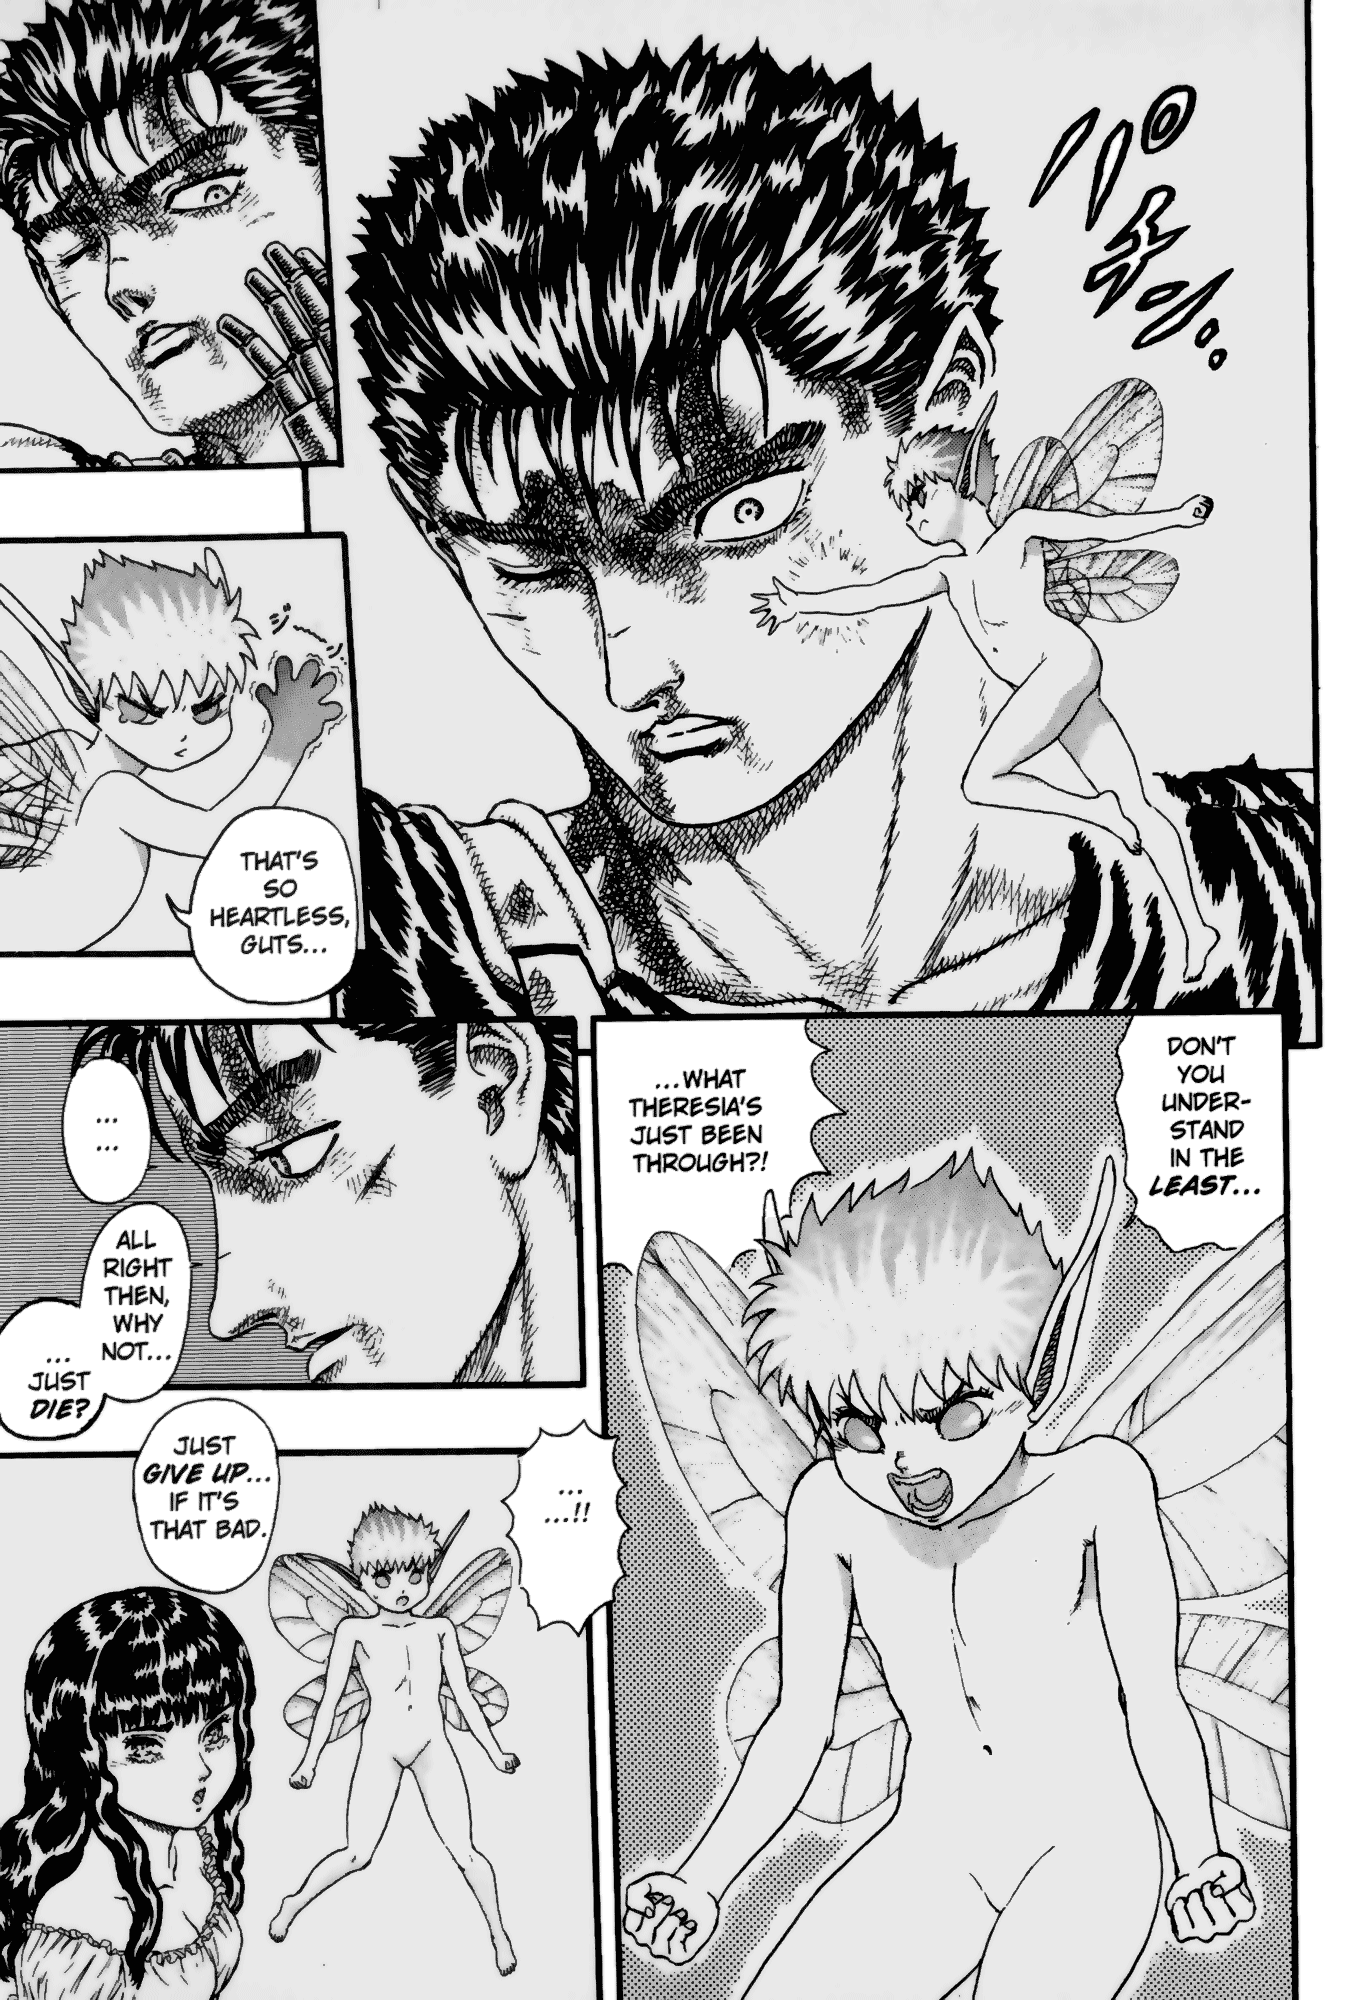 パチン
ジーン
THAT'S
SO
HEARTLESS,
GUTS...
DON'T
YOU
UNDER-
STAND
IN THE
LEAST...
...WHAT
THERESIA'S
JUST BEEN
THROUGH?!
...
...
ALL
RIGHT
THEN,
WHY
NOT...
...
JUST
DIE?
...
...!!
JUST
GIVE UP...
IF IT'S
THAT BAD.